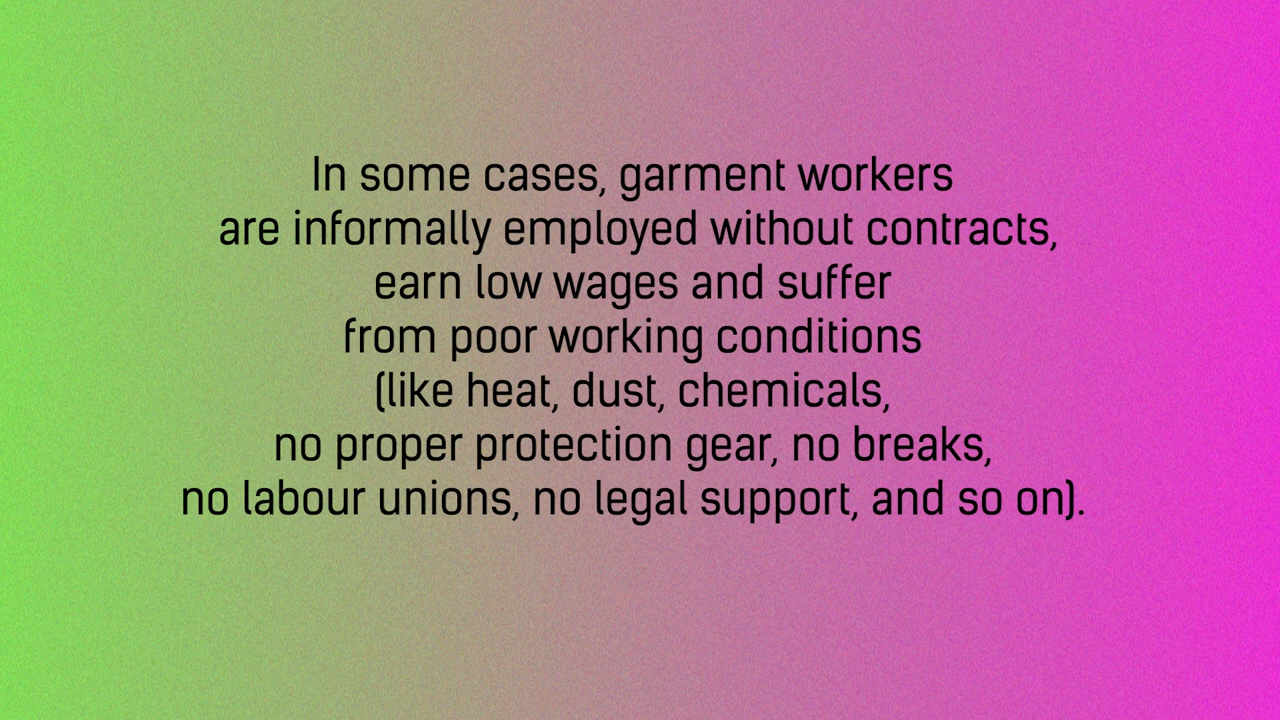 In some cases, garment workers
are informally employed without contracts,
earn low wages and suffer
from poor working conditions
(like heat, dust, chemicals,
no proper protection gear, no breaks,
no labour unions, no legal support, and so on).